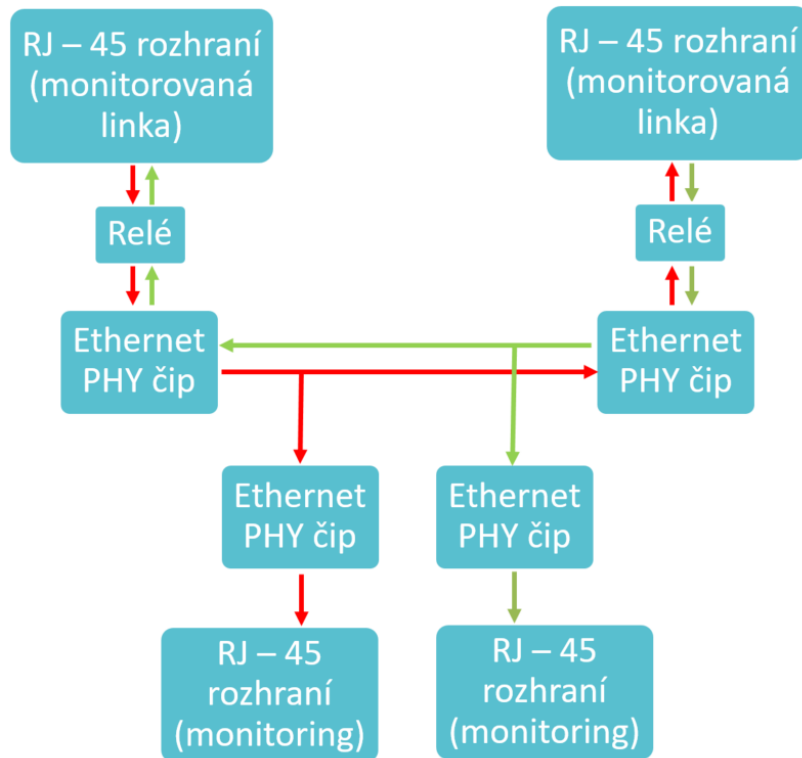 RJ – 45 rozhraní
(monitorovaná
linka)
RJ – 45 rozhraní
(monitorovaná
linka)
Relé
Relé
Ethernet
PHY čip
Ethernet
PHY čip
Ethernet
PHY čip
Ethernet
PHY čip
RJ – 45
rozhraní
(monitoring)
RJ – 45
rozhraní
(monitoring)